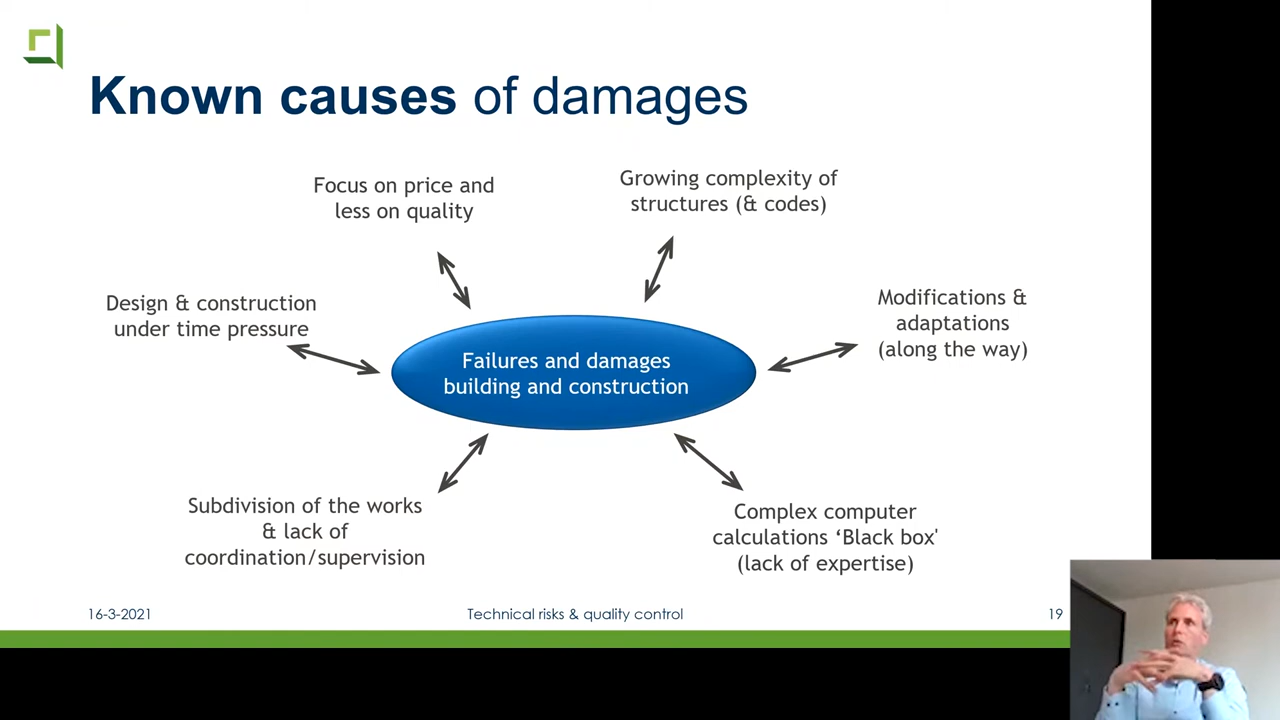 Known causes of damages
Focus on price and
less on quality
Growing complexity of
structures (& codes)
Design & construction
under time pressure
Modifications &
adaptations
(along the way)
Failures and damages
building and construction
Subdivision of the works
& lack of
coordination/supervision
Complex computer
calculations ‘Black box'
(lack of expertise)
16-3-2021
Technical risks & quality control
19